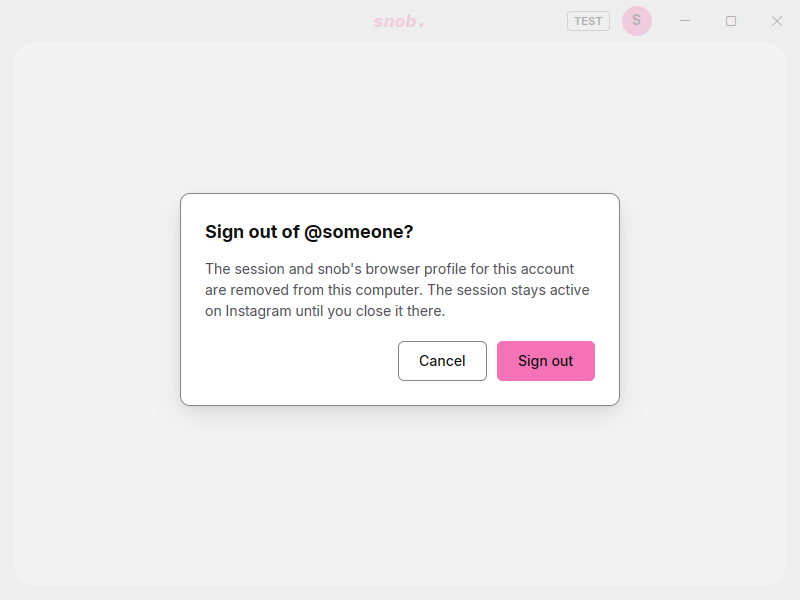 snob.
TEST
S
Sign out of @someone?
The session and snob's browser profile for this account
are removed from this computer. The session stays active
on Instagram until you close it there.
Cancel
Sign out